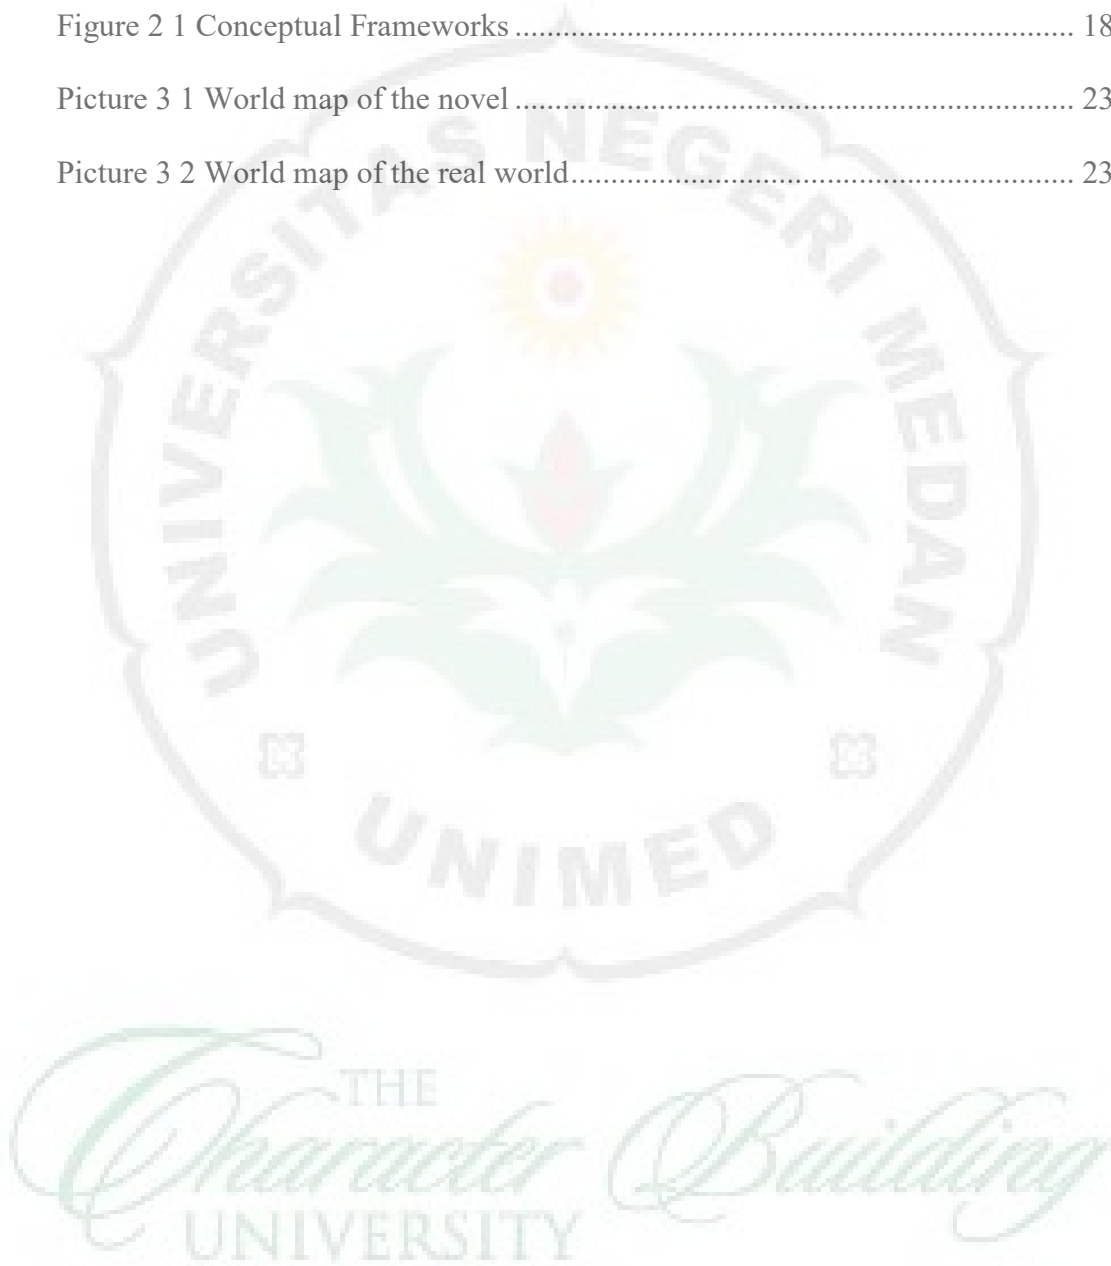 Figure 2 1 Conceptual Frameworks ........................................................................ 18
Picture 3 1 World map of the novel ........................................................................ 23
Picture 3 2 World map of the real world................................................................. 23
UNIVERSITAS NEGERI MEDAN
UNIMED
THE
Character Building
UNIVERSITY